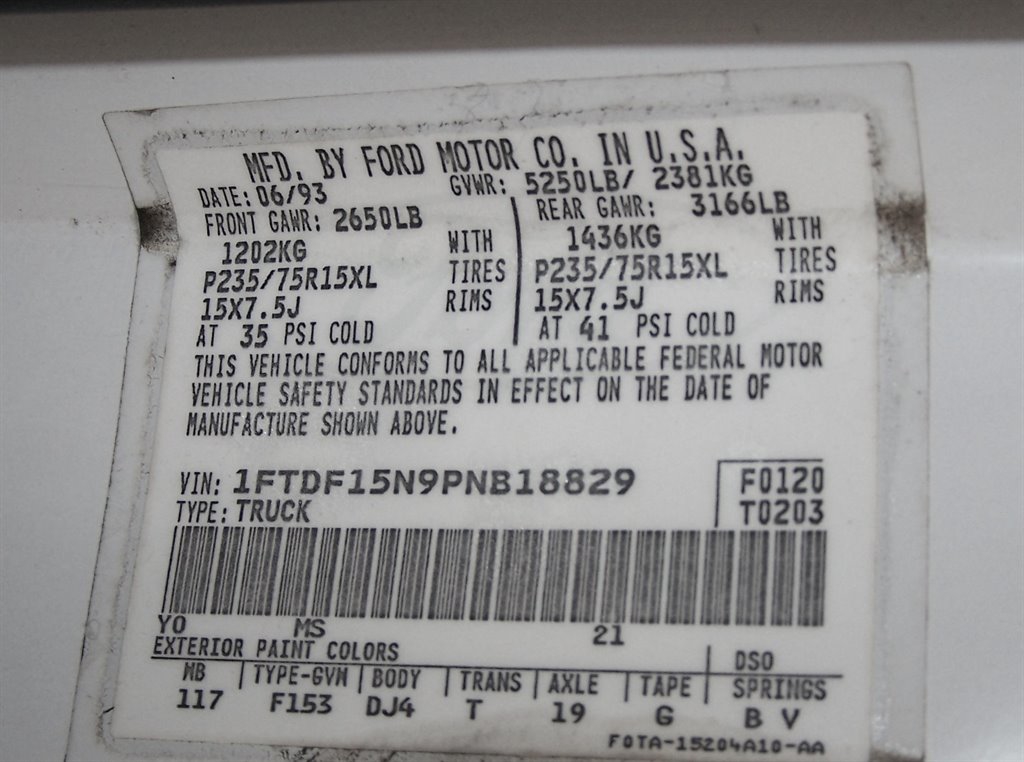 MFD. BY FORD MOTOR CO. IN U.S.A.
DATE: 06/93 GVWR: 5250LB/ 2381KG
FRONT GAWR: 2650LB REAR GAWR: 3166LB
1202KG WITH 1436KG WITH
P235/75R15XL TIRES P235/75R15XL TIRES
15X7.5J RIMS 15X7.5J RIMS
AT 35 PSI COLD AT 41 PSI COLD
THIS VEHICLE CONFORMS TO ALL APPLICABLE FEDERAL MOTOR
VEHICLE SAFETY STANDARDS IN EFFECT ON THE DATE OF
MANUFACTURE SHOWN ABOVE.
VIN: 1FTDF15N9PNB18829 F0120
TYPE: TRUCK T0203
YO MS 21
EXTERIOR PAINT COLORS DSO
WB TYPE-GVW BODY TRANS AXLE TAPE SPRINGS
117 F153 DJ4 T 19 G B V
F0TA-15204A10-AA